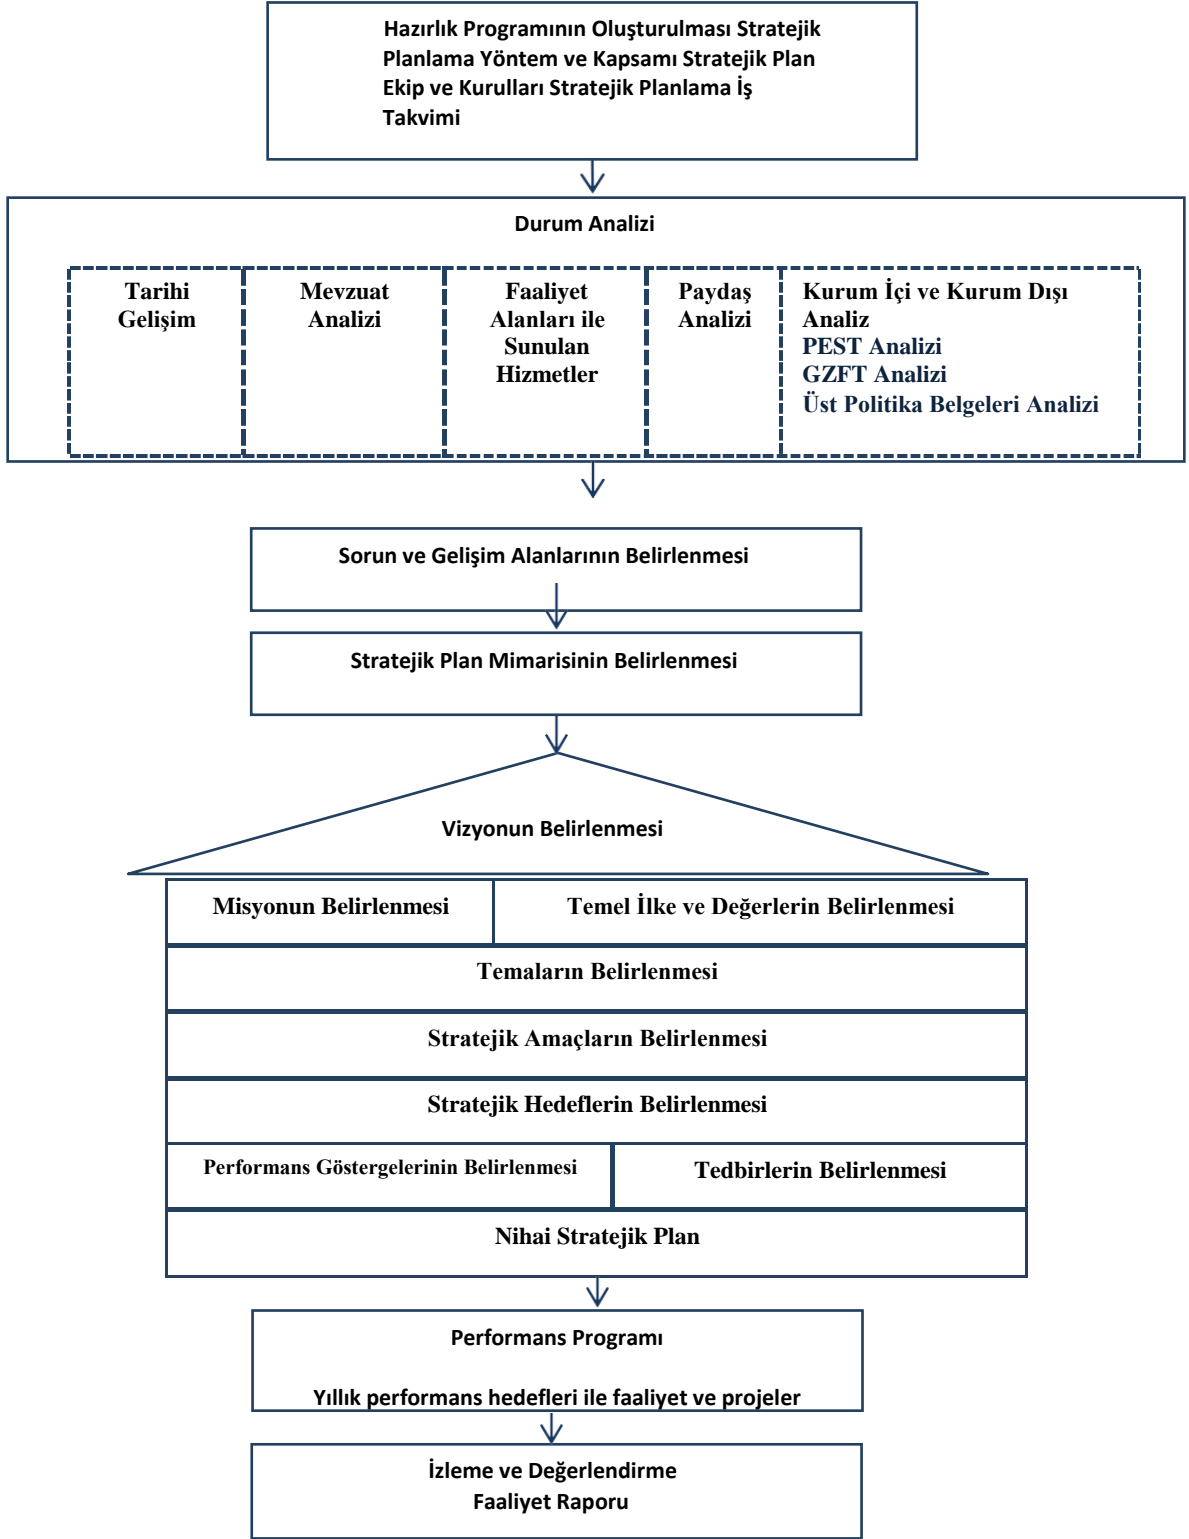 Hazırlık Programının Oluşturulması Stratejik
Planlama Yöntem ve Kapsamı Stratejik Plan
Ekip ve Kurulları Stratejik Planlama İş
Takvimi
Durum Analizi
Tarihi
Gelişim
Mevzuat
Analizi
Faaliyet
Alanları ile
Sunulan
Hizmetler
Paydaş
Analizi
Kurum İçi ve Kurum Dışı
Analiz
PEST Analizi
GZFT Analizi
Üst Politika Belgeleri Analizi
Sorun ve Gelişim Alanlarının Belirlenmesi
Stratejik Plan Mimarisinin Belirlenmesi
Vizyonun Belirlenmesi
Misyonun Belirlenmesi
Temel İlke ve Değerlerin Belirlenmesi
Temaların Belirlenmesi
Stratejik Amaçların Belirlenmesi
Stratejik Hedeflerin Belirlenmesi
Performans Göstergelerinin Belirlenmesi
Tedbirlerin Belirlenmesi
Nihai Stratejik Plan
Performans Programı
Yıllık performans hedefleri ile faaliyet ve projeler
İzleme ve Değerlendirme
Faaliyet Raporu